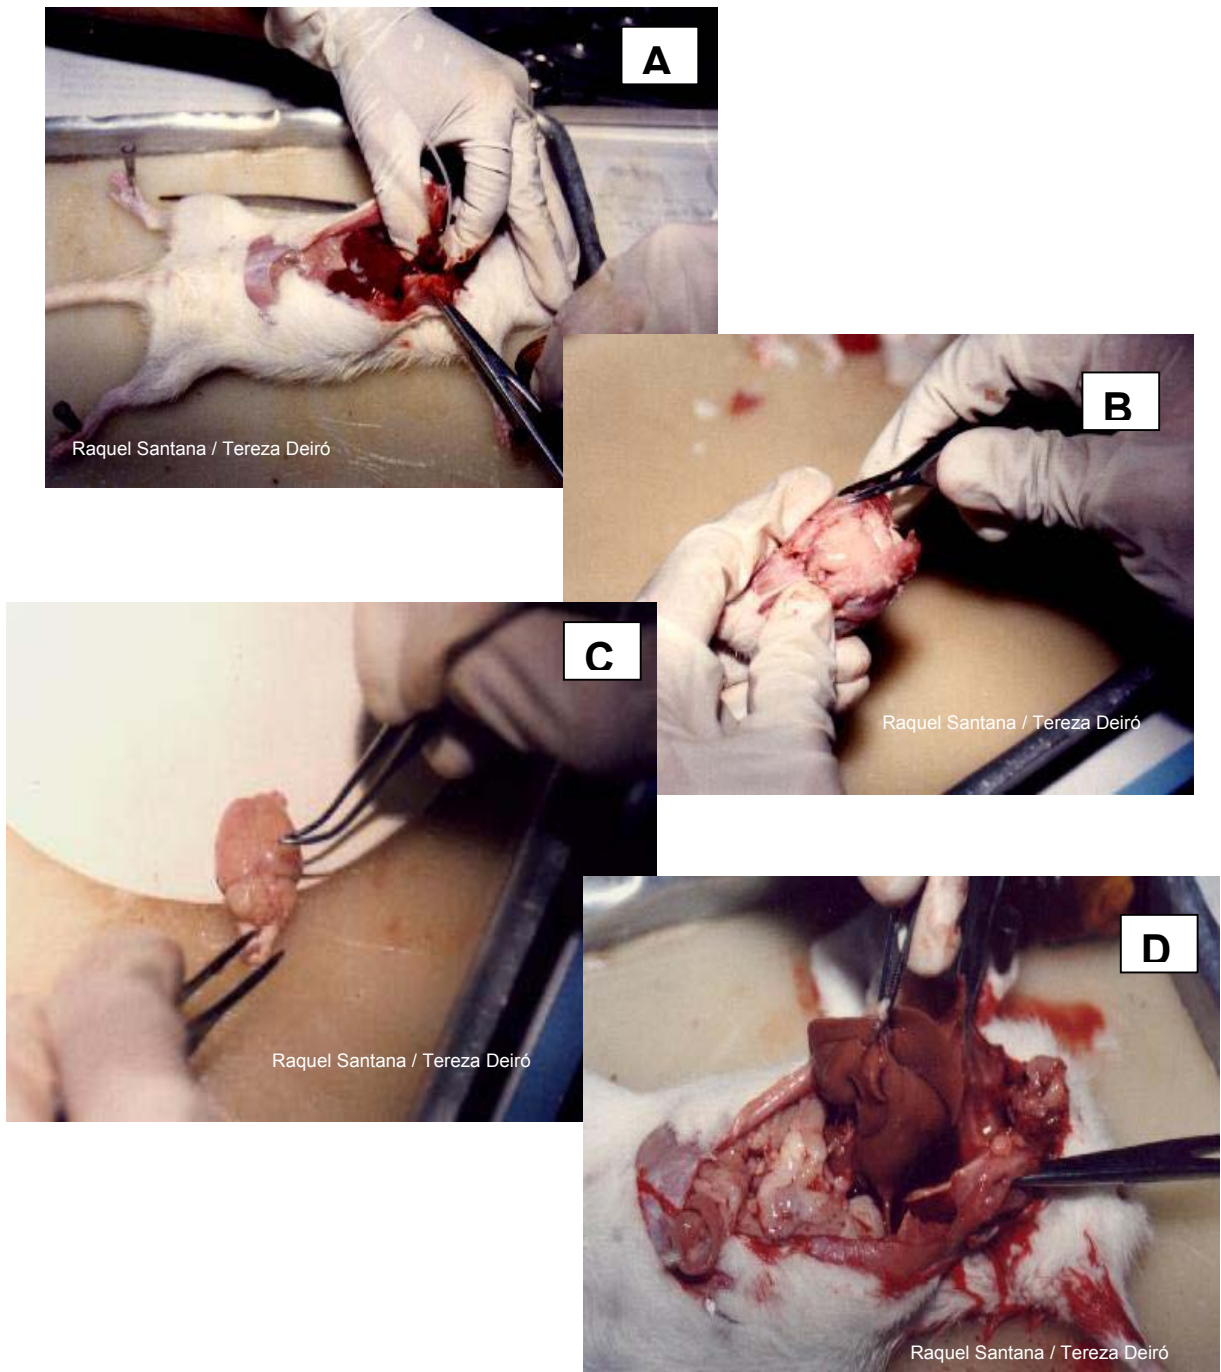 A
Raquel Santana / Tereza Deiró
B
Raquel Santana / Tereza Deiró
C
Raquel Santana / Tereza Deiró
D
Raquel Santana / Tereza Deiró